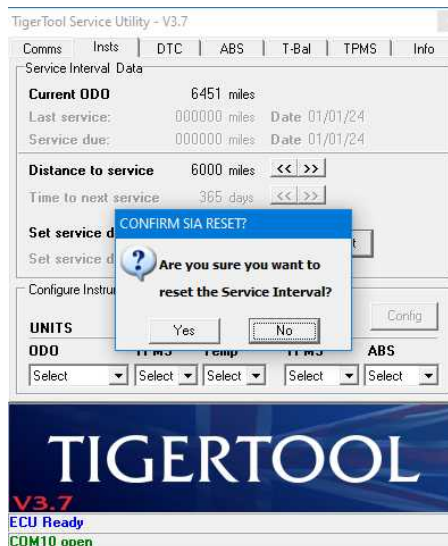 TigerTool Service Utility - V3.7
Comms Insts DTC ABS T-Bal TPMS Info
Service Interval Data
Current ODO 6451 miles
Last service: 000000 miles Date 01/01/24
Service due: 000000 miles Date 01/01/24
Distance to service 6000 miles << >>
Time to next service 365 days << >>
CONFIRM SIA RESET?
Set service d
Are you sure you want to
Set service d
reset the Service Interval?
Configure Instru
Config
Yes No
UNITS
ODO TPMS Temp TPMS ABS
Select Select Select Select Select
TIGERTOOL
V3.7
ECU Ready
COM10 open